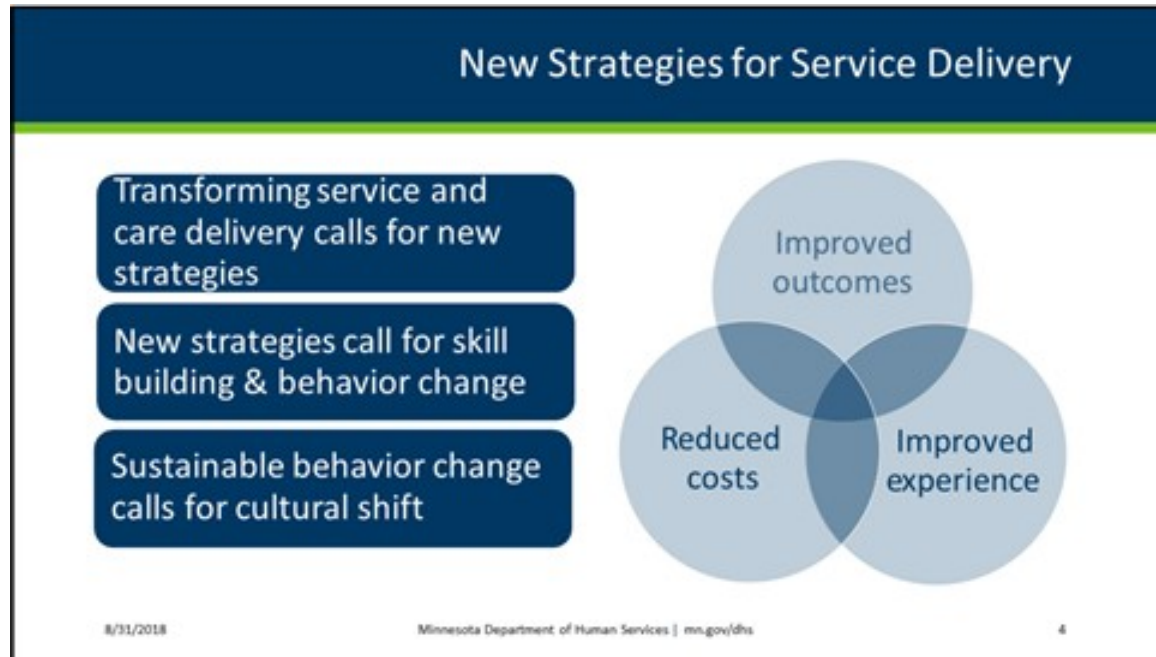 New Strategies for Service Delivery
Transforming service and
care delivery calls for new
strategies
New strategies call for skill
building & behavior change
Sustainable behavior change
calls for cultural shift
Improved
outcomes
Reduced
costs
Improved
experience
8/31/2018
Minnesota Department of Human Services | mn.gov/dhs
4